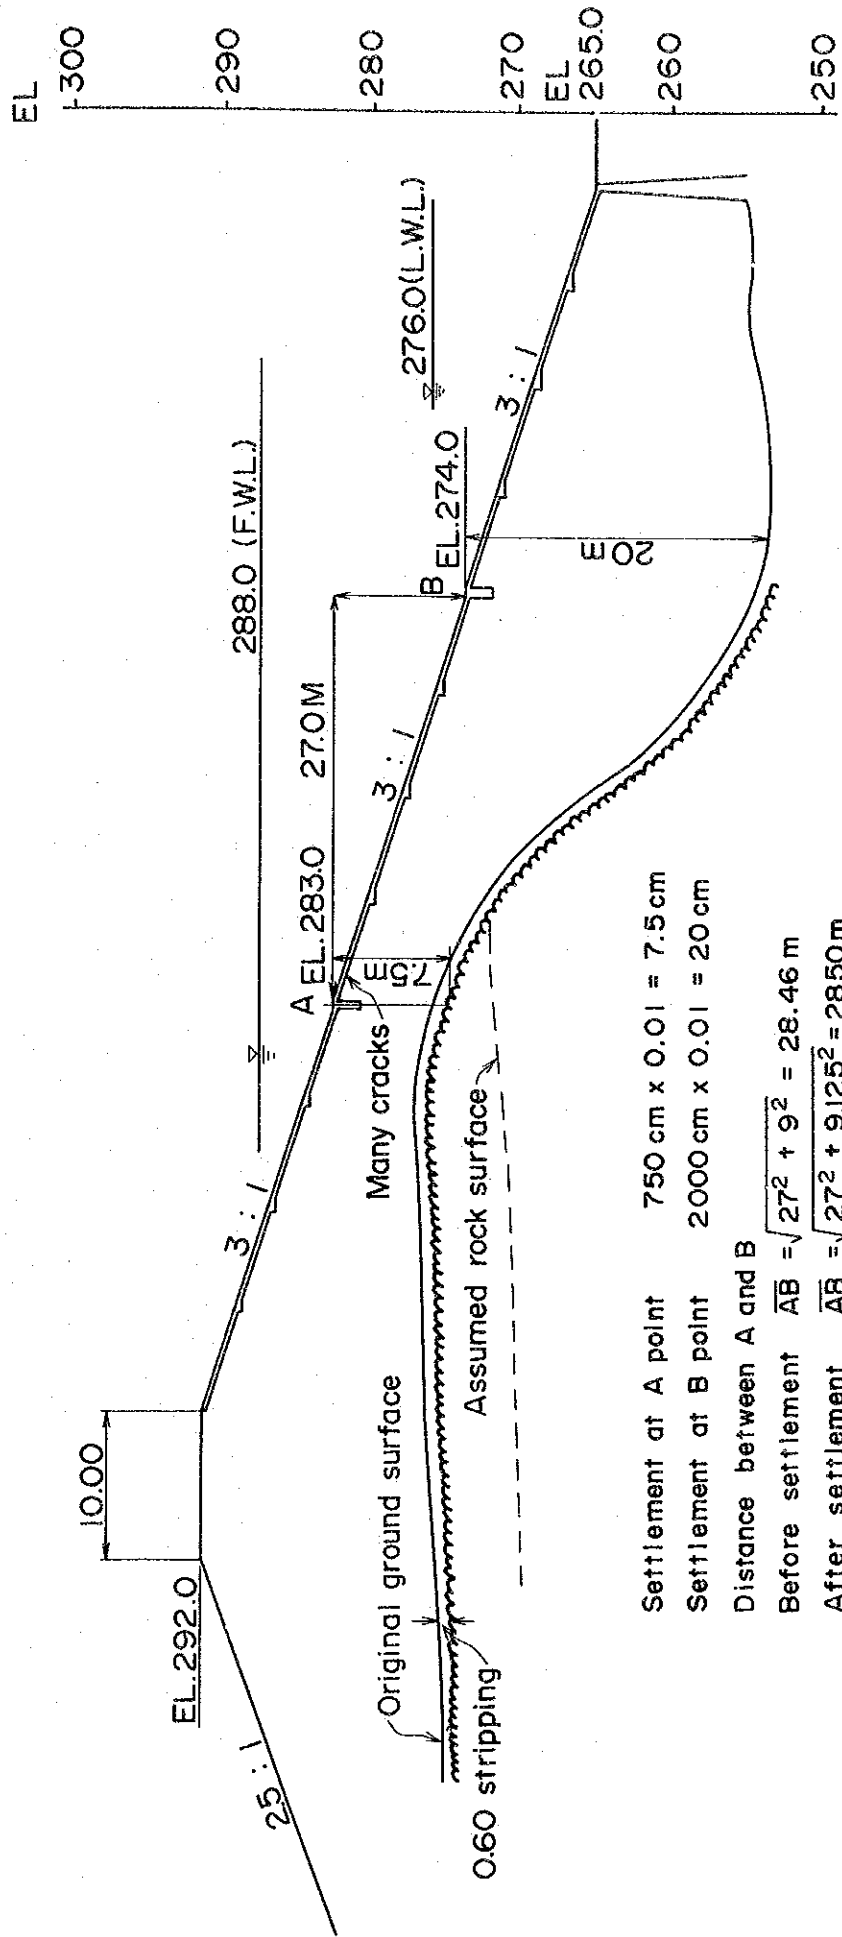 EL
300
290
280
270
EL
265.0
260
250
288.0 (F.W.L.)
276.0(L.W.L.)
10.00
EL.292.0
2.5 : 1
3 : 1
A EL.283.0 27.0M
3 : 1
B EL.274.0
3 : 1
7.5m
20m
Many cracks
Original ground surface
Assumed rock surface
0.60 stripping
Settlement at A point 750 cm x 0.01 = 7.5 cm
Settlement at B point 2000 cm x 0.01 = 20 cm
Distance between A and B
Before settlement AB = √27² + 9² = 28.46 m
After settlement AB = √27² + 9.125² = 28.50 m